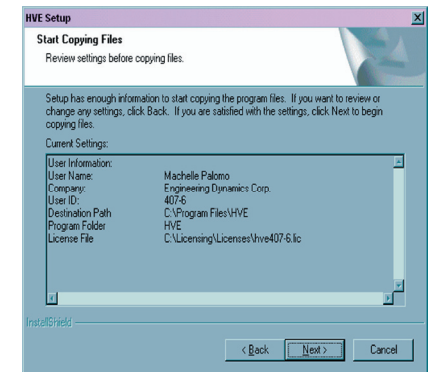 HVE Setup
Start Copying Files
Review settings before copying files.
Setup has enough information to start copying the program files. If you want to review or
change any settings, click Back. If you are satisfied with the settings, click Next to begin
copying files.
Current Settings:
User Information:
User Name: Machelle Palomo
Company: Engineering Dynamics Corp.
User ID: 407-6
Destination Path C:\Program Files\HVE
Program Folder HVE
License File C:\Licensing\Licenses\hve407-6.lic
InstallShield
< Back Next > Cancel